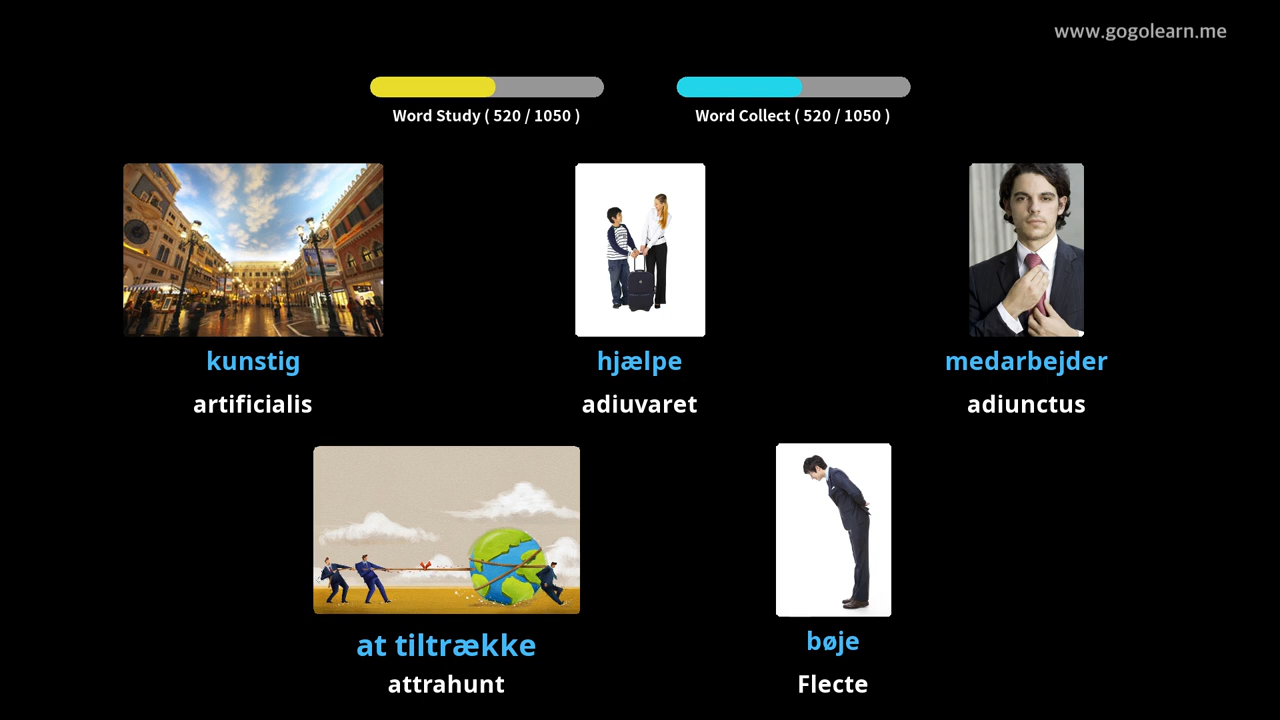 www.gogolearn.me
Word Study ( 520 / 1050 )
Word Collect ( 520 / 1050 )
kunstig
artificialis
hjælpe
adiuvaret
medarbejder
adiunctus
at tiltrække
attrahunt
bøje
Flecte